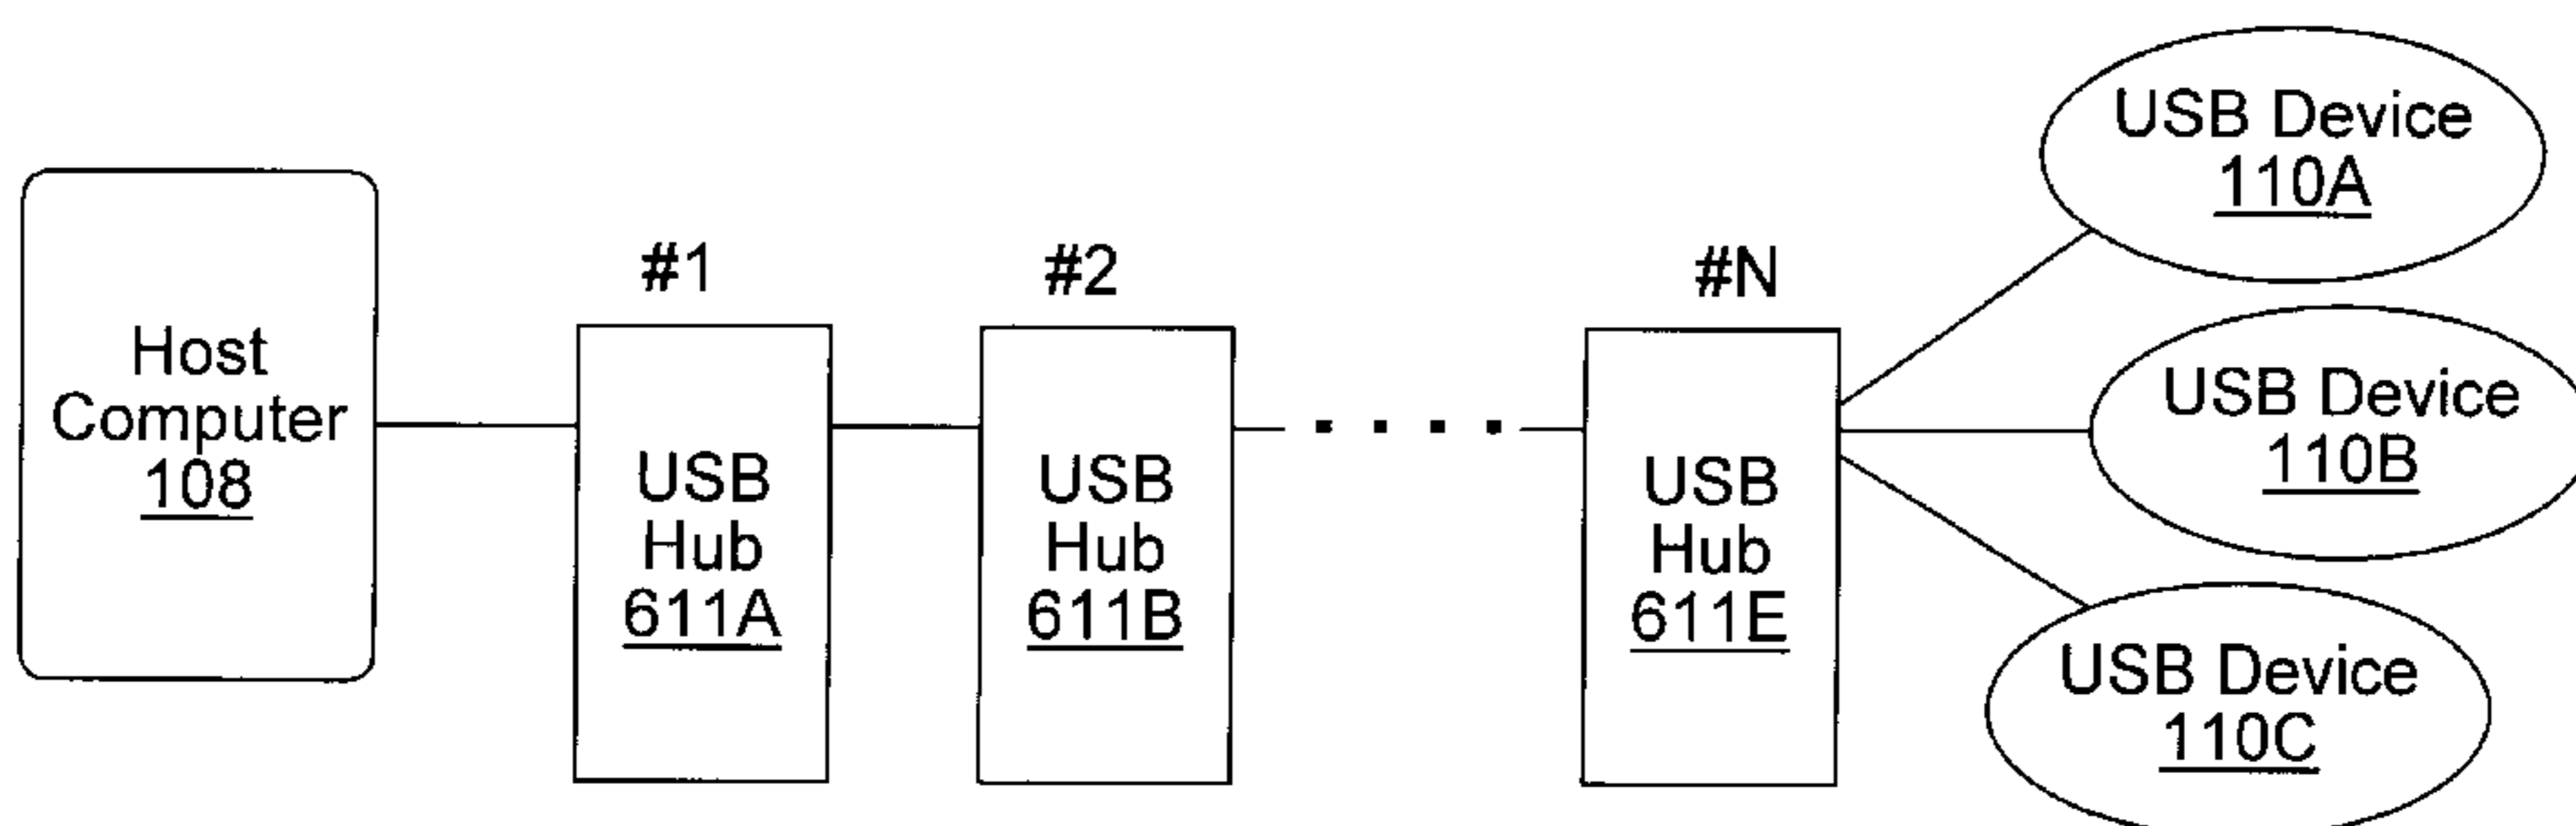 Host
Computer
108
#1
USB
Hub
611A
#2
USB
Hub
611B
#N
USB
Hub
611E
USB Device
110A
USB Device
110B
USB Device
110C